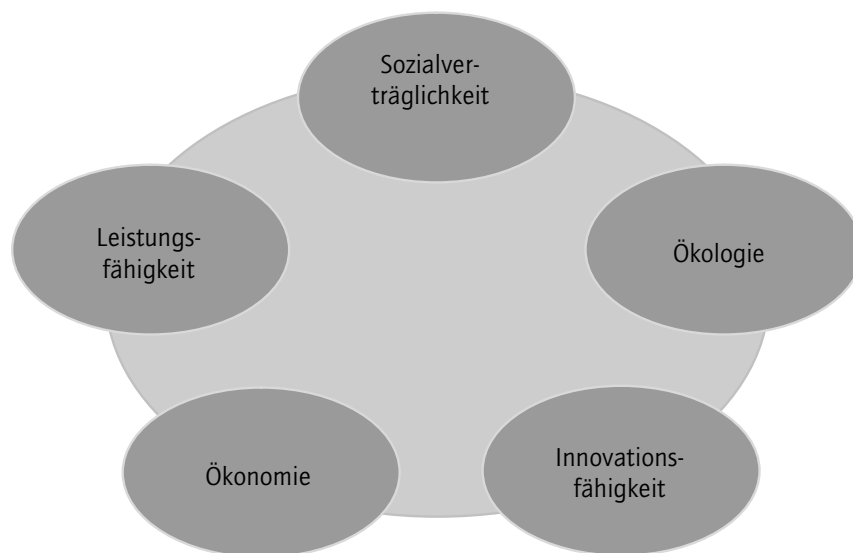 Sozialver-
träglichkeit
Leistungs-
fähigkeit
Ökologie
Ökonomie
Innovations-
fähigkeit